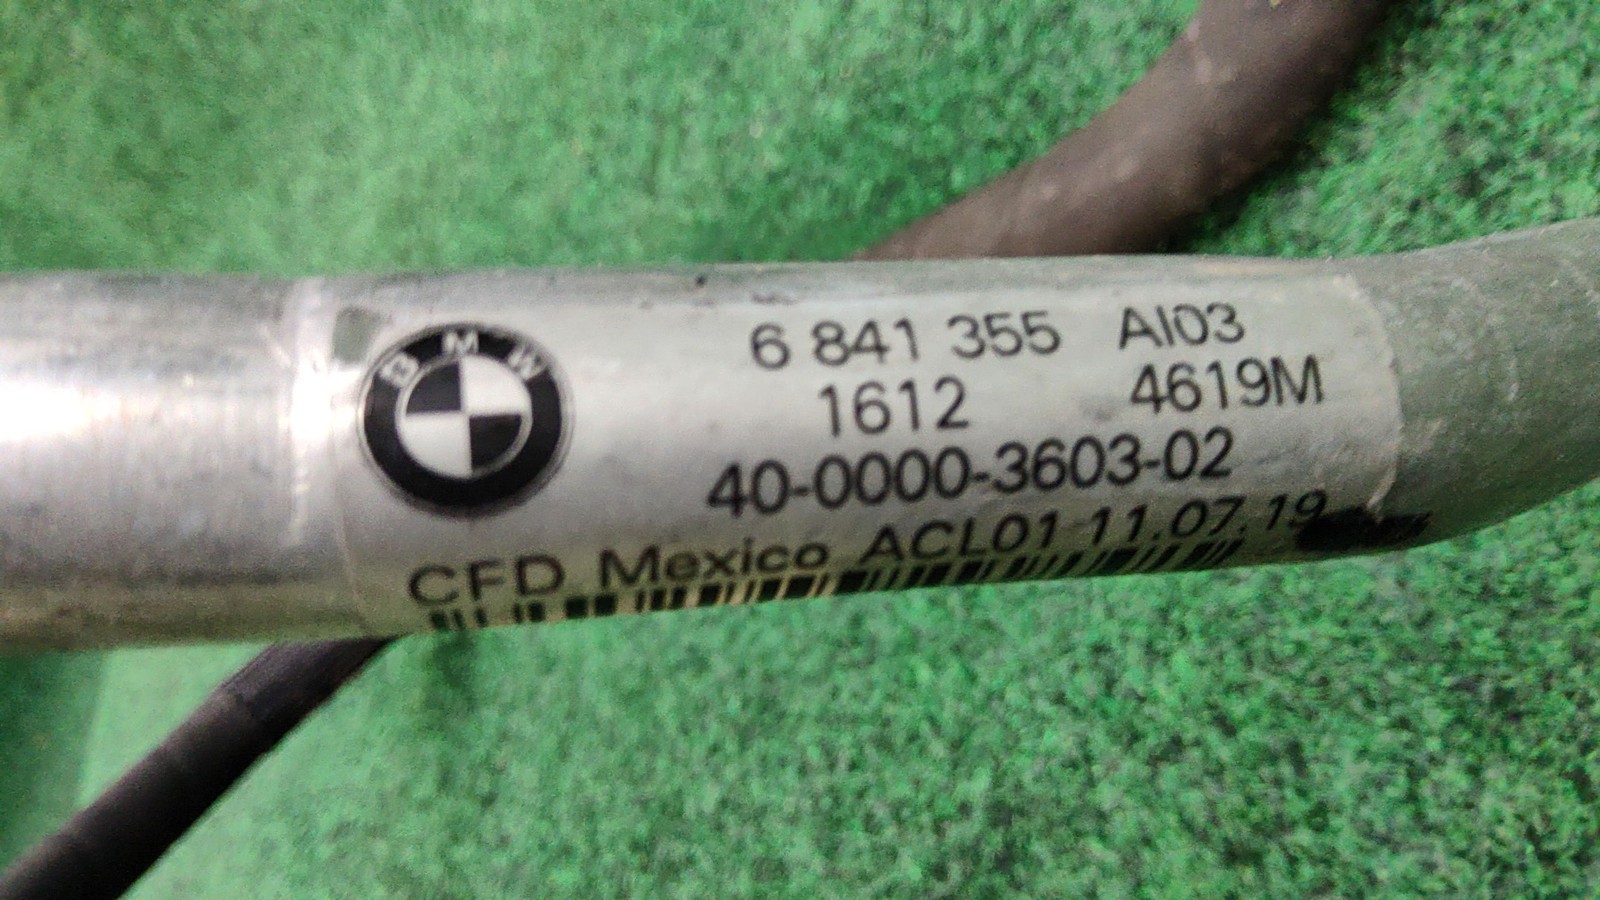 BMW
6 841 355 AI03
1612 4619M
40-0000-3603-02
CFD Mexico ACL01 11.07.19